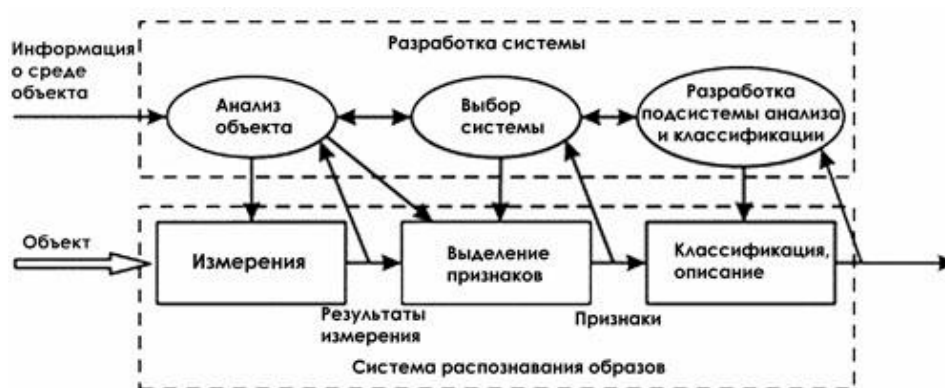 Разработка системы
Информация
о среде
объекта
Анализ
объекта
Выбор
системы
Разработка
подсистемы анализа
и классификации
Объект
Измерения
Выделение
признаков
Классификация,
описание
Результаты
измерения
Признаки
Система распознавания образов